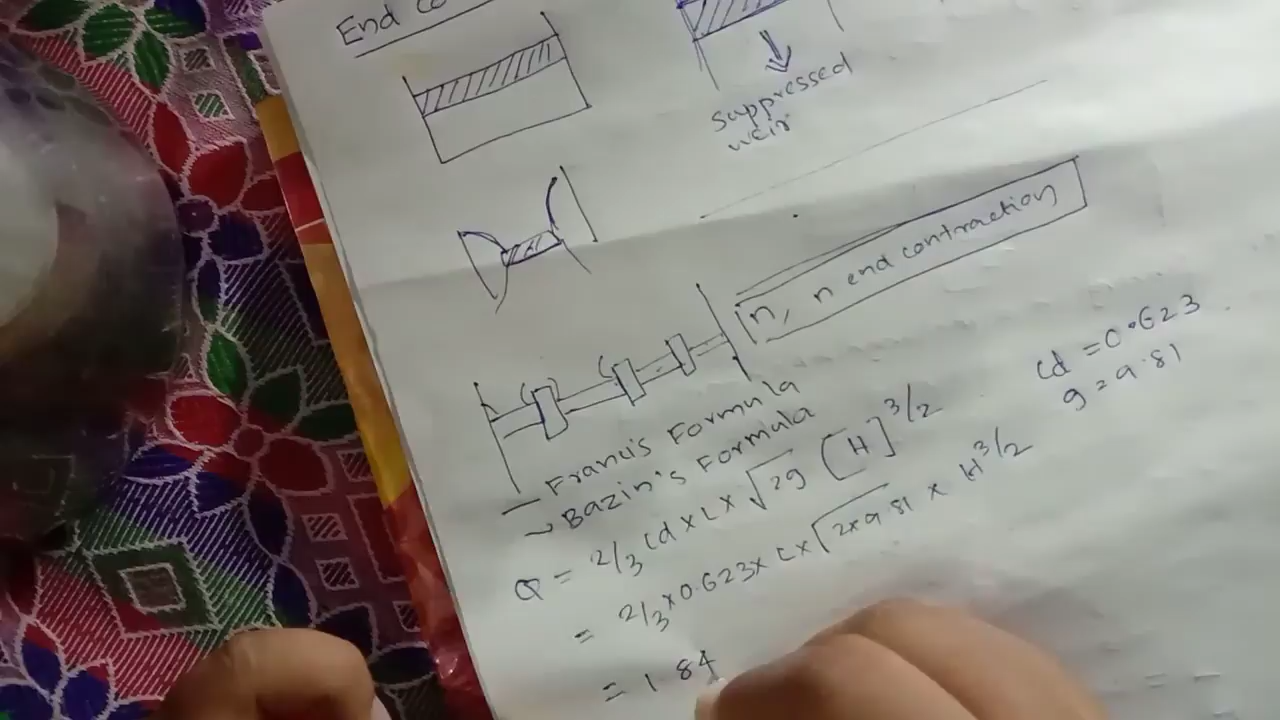 End co
suppressed
weir
n, n end contraction
Cd = 0.623
g = 9.81
— Francis Formula
~ Bazin's Formula
Q = 2/3 Cd x L x √2g [H]^3/2
= 2/3 x 0.623 x L x √2x9.81 x H^3/2
= 1.84